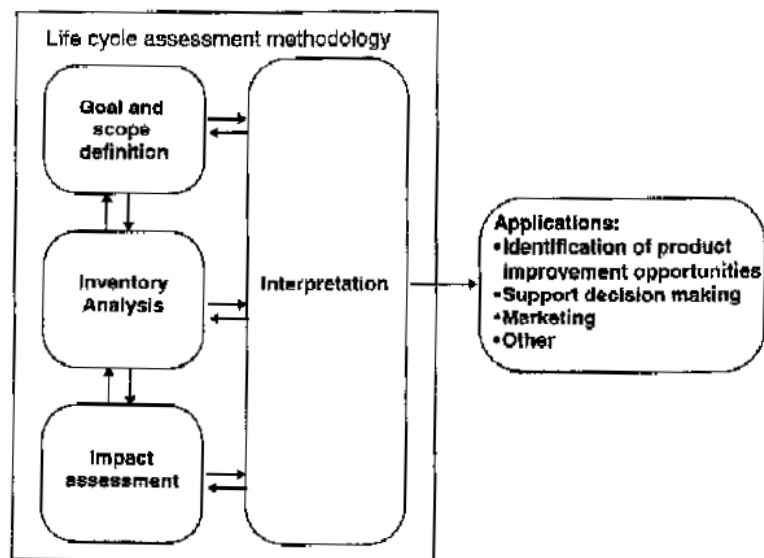 Life cycle assessment methodology
Goal and
scope
definition
Inventory
Analysis
Impact
assessment
Interpretation
Applications:
•Identification of product
improvement opportunities
•Support decision making
•Marketing
•Other